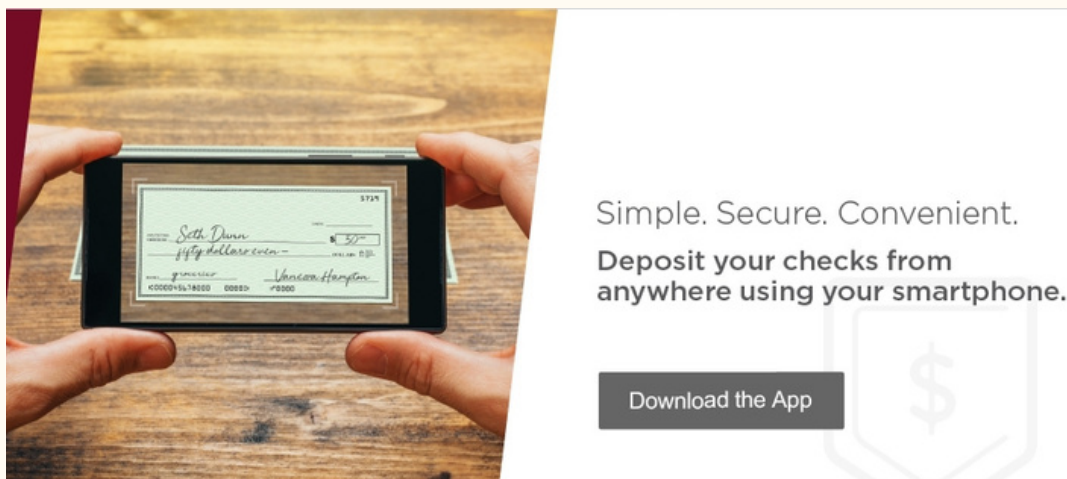 5739
Seth Dunn
$ 50
fifty dollars even –
groceries
Vanessa Hampton
Simple. Secure. Convenient.
Deposit your checks from
anywhere using your smartphone.
Download the App
$